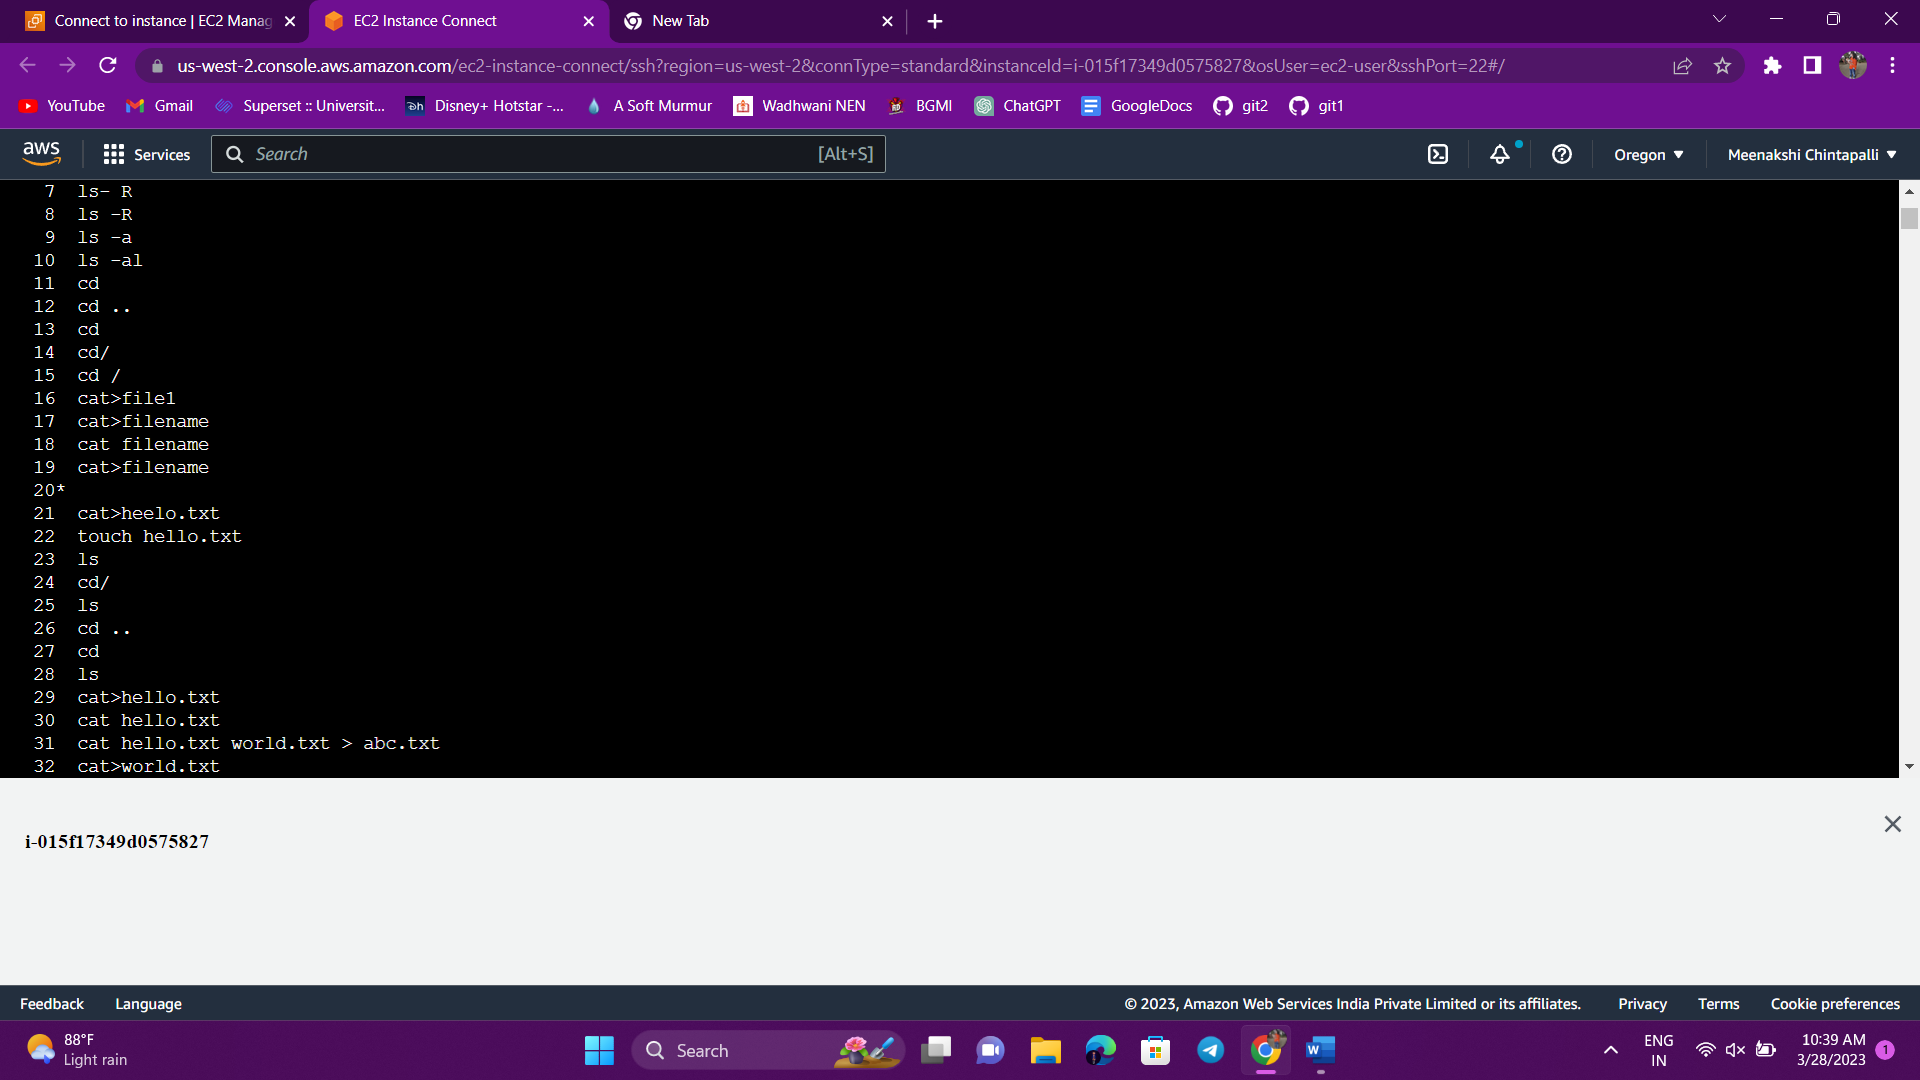 Connect to instance | EC2 Manag
EC2 Instance Connect
New Tab
us-west-2.console.aws.amazon.com/ec2-instance-connect/ssh?region=us-west-2&connType=standard&instanceId=i-015f17349d0575827&osUser=ec2-user&sshPort=22#/
YouTube Gmail Superset :: Universit... Disney+ Hotstar -... A Soft Murmur Wadhwani NEN BGMI ChatGPT GoogleDocs git2 git1
aws Services Search [Alt+S] Oregon Meenakshi Chintapalli
7 ls- R
8 ls -R
9 ls -a
10 ls -al
11 cd
12 cd ..
13 cd
14 cd/
15 cd /
16 cat>file1
17 cat>filename
18 cat filename
19 cat>filename
20*
21 cat>heelo.txt
22 touch hello.txt
23 ls
24 cd/
25 ls
26 cd ..
27 cd
28 ls
29 cat>hello.txt
30 cat hello.txt
31 cat hello.txt world.txt > abc.txt
32 cat>world.txt
i-015f17349d0575827
Feedback Language © 2023, Amazon Web Services India Private Limited or its affiliates. Privacy Terms Cookie preferences
88°F
Light rain
Search
ENG
IN
10:39 AM
3/28/2023
1